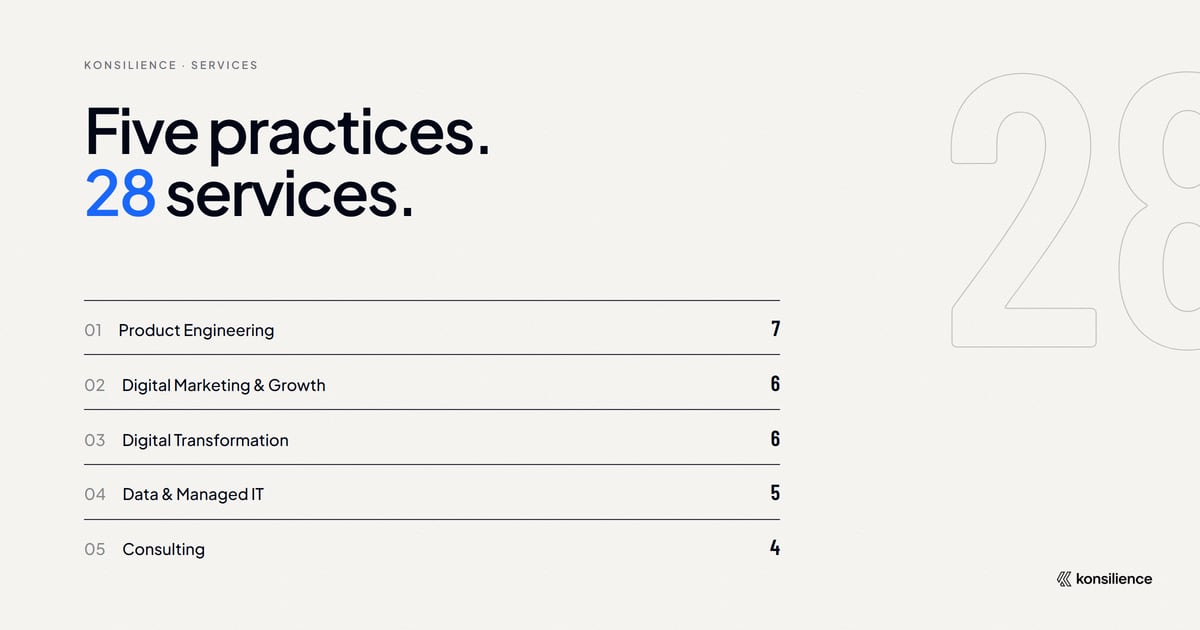 KONSILIENCE · SERVICES
Five practices.
28 services.
28
01 Product Engineering 7
02 Digital Marketing & Growth 6
03 Digital Transformation 6
04 Data & Managed IT 5
05 Consulting 4
konsilience